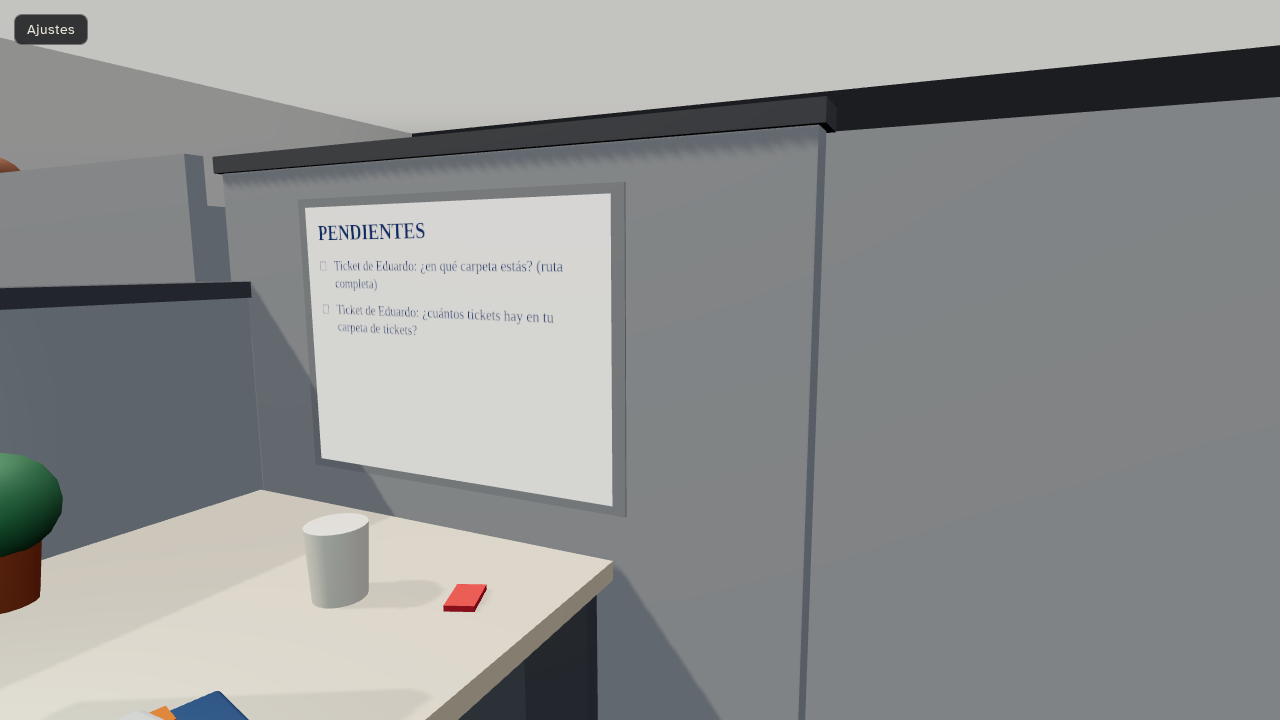 Ajustes
PENDIENTES
☐ Ticket de Eduardo: ¿en qué carpeta estás? (ruta
completa)
☐ Ticket de Eduardo: ¿cuántos tickets hay en tu
carpeta de tickets?